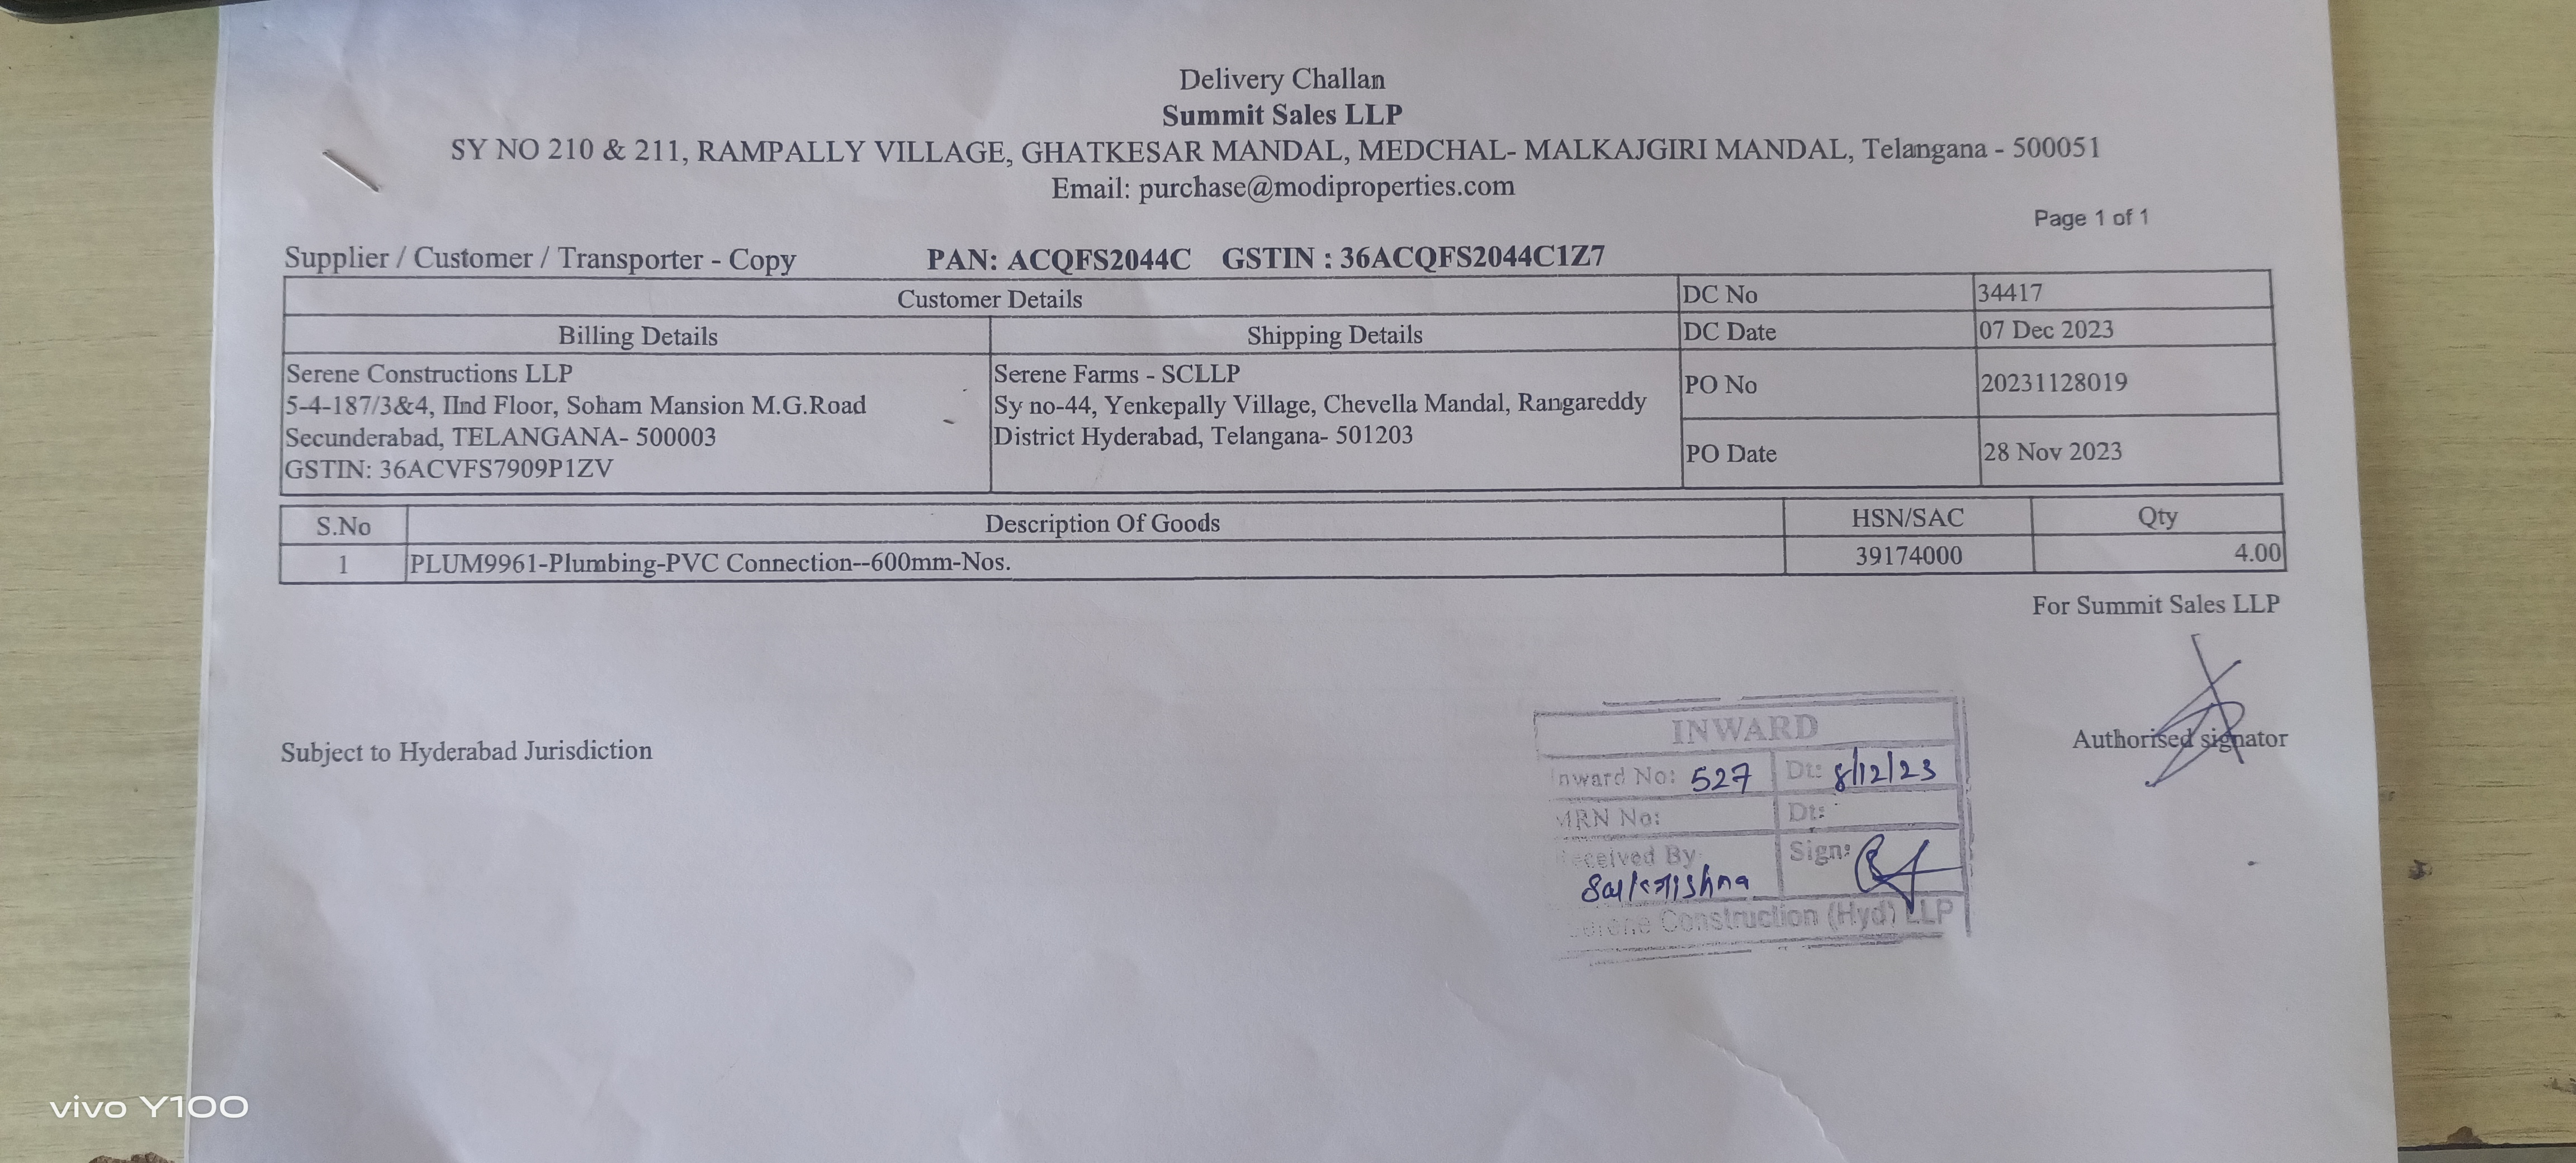 Delivery Challan
Summit Sales LLP
SY NO 210 & 211, RAMPALLY VILLAGE, GHATKESAR MANDAL, MEDCHAL- MALKAJGIRI MANDAL, Telangana - 500051
Email: purchase@modiproperties.com
Page 1 of 1
Supplier / Customer / Transporter - Copy PAN: ACQFS2044C GSTIN : 36ACQFS2044C1Z7
Customer Details
Billing Details
Serene Constructions LLP
5-4-187/3&4, IInd Floor, Soham Mansion M.G.Road
Secunderabad, TELANGANA- 500003
GSTIN: 36ACVFS7909P1ZV
Shipping Details
Serene Farms - SCLLP
Sy no-44, Yenkepally Village, Chevella Mandal, Rangareddy
District Hyderabad, Telangana- 501203
DC No 34417
DC Date 07 Dec 2023
PO No 20231128019
PO Date 28 Nov 2023
S.No Description Of Goods HSN/SAC Qty
1 PLUM9961-Plumbing-PVC Connection--600mm-Nos. 39174000 4.00
For Summit Sales LLP
Authorised signator
Subject to Hyderabad Jurisdiction
INWARD
Inward No: 527 Dt: 8/12/23
MRN No: Dt:
Received By Sign:
Serene Construction (Hyd) LLP
vivo Y100